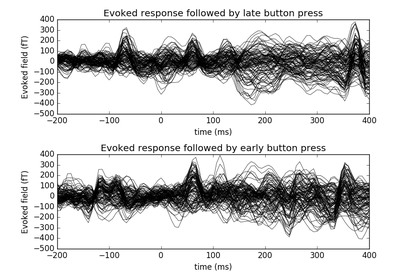 Evoked response followed by late button press
400
300
200
100
0
−100
−200
−300
−400
−500
Evoked field (fT)
−200 −100 0 100 200 300 400
time (ms)
Evoked response followed by early button press
400
300
200
100
0
−100
−200
−300
−400
−500
Evoked field (fT)
−200 −100 0 100 200 300 400
time (ms)